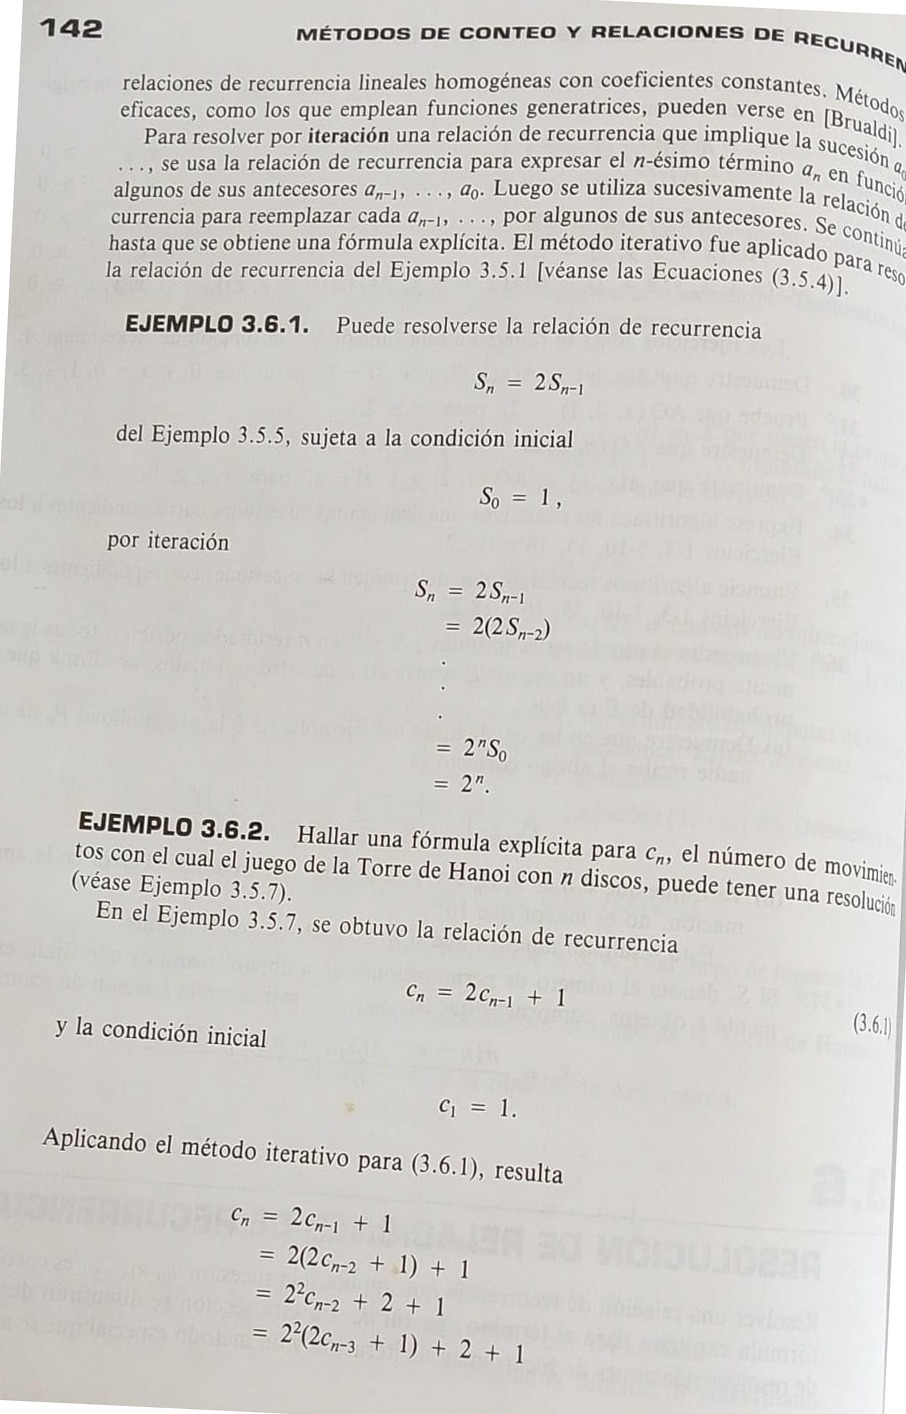 142
MÉTODOS DE CONTEO Y RELACIONES DE RECURREN
relaciones de recurrencia lineales homogéneas con coeficientes constantes. Métodos
eficaces, como los que emplean funciones generatrices, pueden verse en [Brualdi].
Para resolver por iteración una relación de recurrencia que implique la sucesión a₀
. . ., se usa la relación de recurrencia para expresar el n-ésimo término aₙ en funció
algunos de sus antecesores aₙ₋₁, . . ., a₀. Luego se utiliza sucesivamente la relación de
currencia para reemplazar cada aₙ₋₁, . . ., por algunos de sus antecesores. Se continúa
hasta que se obtiene una fórmula explícita. El método iterativo fue aplicado para reso
la relación de recurrencia del Ejemplo 3.5.1 [véanse las Ecuaciones (3.5.4)].
EJEMPLO 3.6.1. Puede resolverse la relación de recurrencia
Sₙ = 2Sₙ₋₁
del Ejemplo 3.5.5, sujeta a la condición inicial
S₀ = 1 ,
por iteración
Sₙ = 2Sₙ₋₁
= 2(2Sₙ₋₂)
.
.
.
= 2ⁿS₀
= 2ⁿ.
EJEMPLO 3.6.2. Hallar una fórmula explícita para cₙ, el número de movimien-
tos con el cual el juego de la Torre de Hanoi con n discos, puede tener una resolución
(véase Ejemplo 3.5.7).
En el Ejemplo 3.5.7, se obtuvo la relación de recurrencia
cₙ = 2cₙ₋₁ + 1
(3.6.1)
y la condición inicial
c₁ = 1.
Aplicando el método iterativo para (3.6.1), resulta
cₙ = 2cₙ₋₁ + 1
= 2(2cₙ₋₂ + 1) + 1
= 2²cₙ₋₂ + 2 + 1
= 2²(2cₙ₋₃ + 1) + 2 + 1